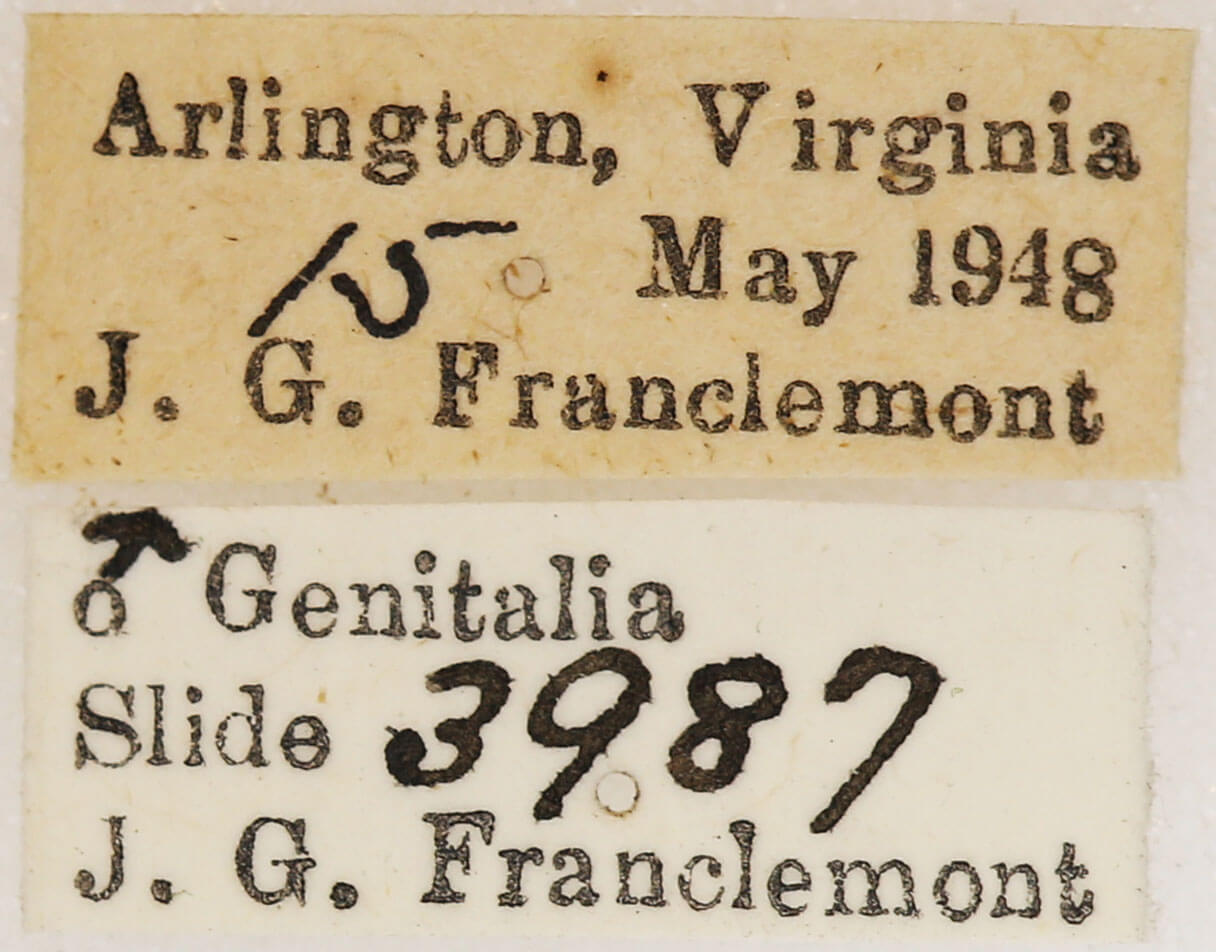 Arlington, Virginia
15 May 1948
J. G. Franclemont
♂ Genitalia
Slide 3987
J. G. Franclemont